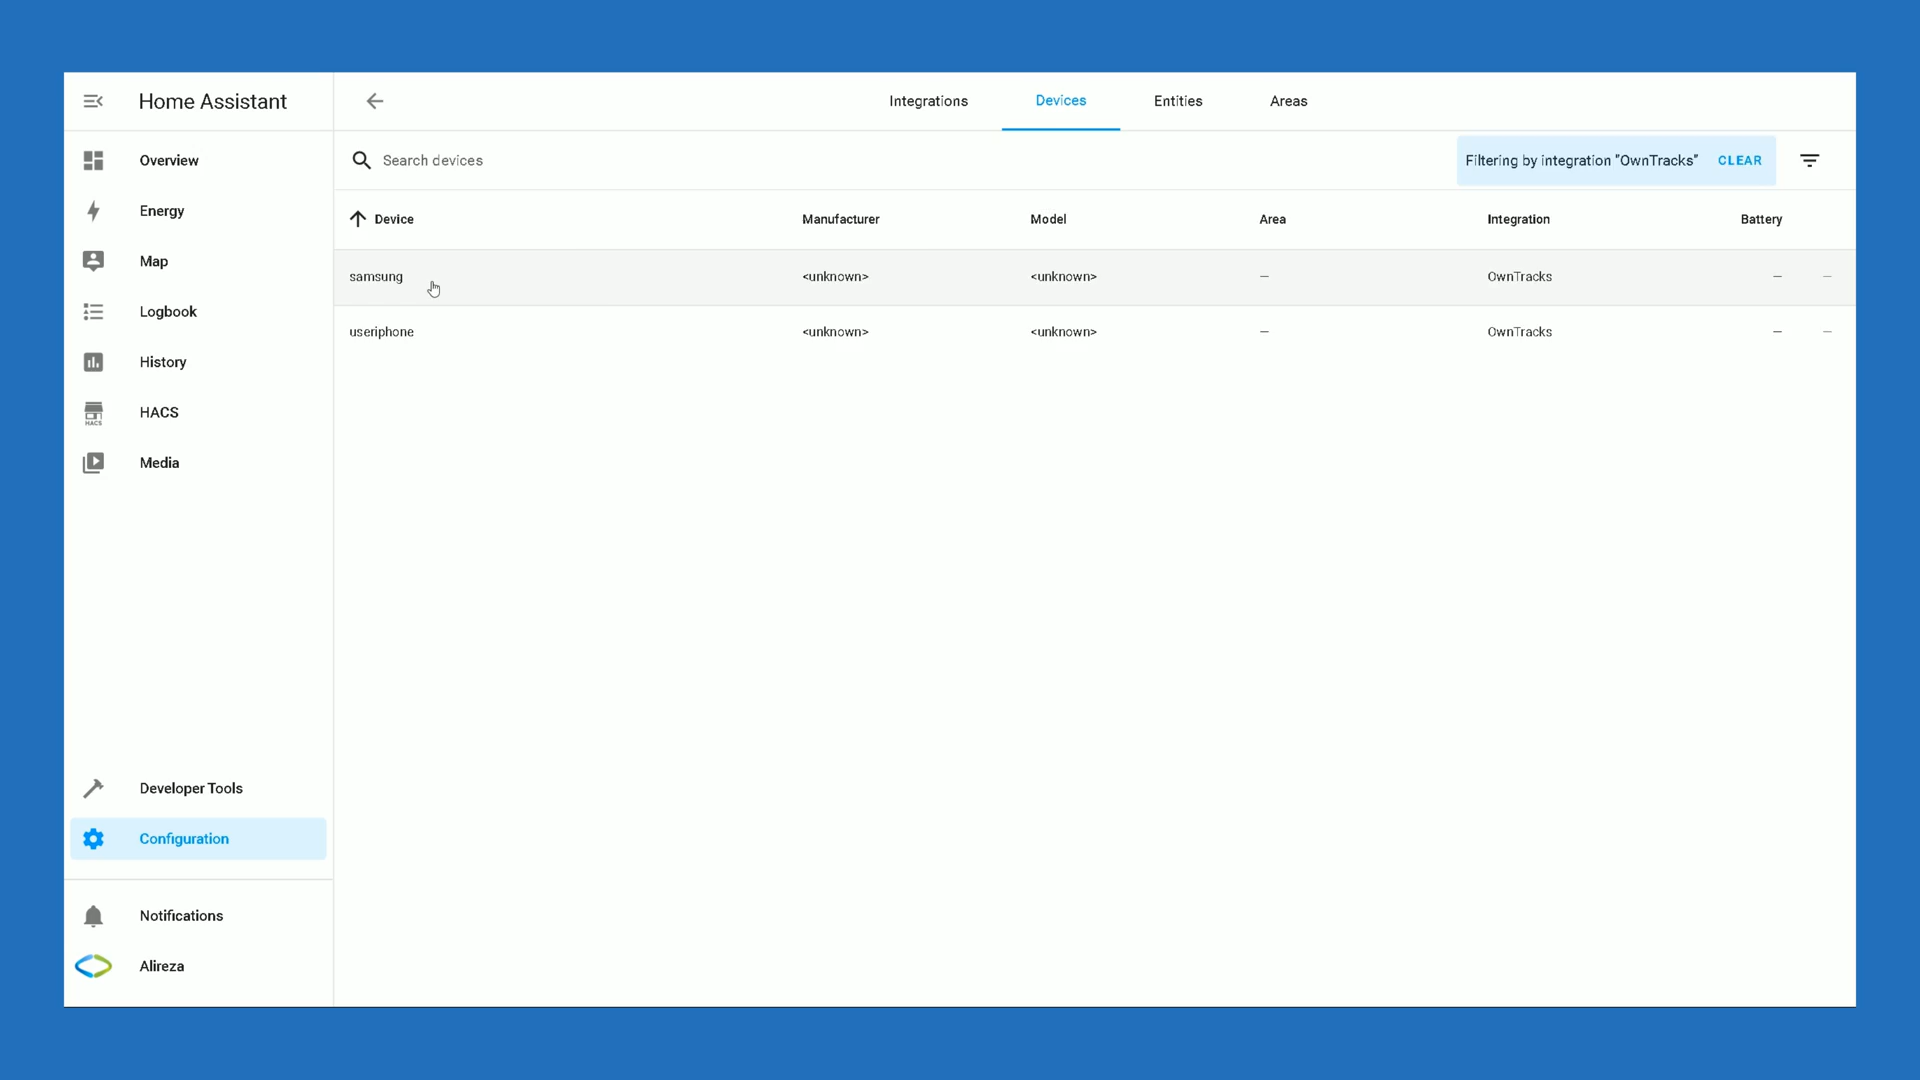 Home Assistant
Integrations
Devices
Entities
Areas
Overview
Energy
Map
Logbook
History
HACS
HACS
Media
Search devices
Filtering by integration "OwnTracks" CLEAR
Device Manufacturer Model Area Integration Battery
samsung <unknown> <unknown> — OwnTracks — —
useriphone <unknown> <unknown> — OwnTracks — —
Developer Tools
Configuration
Notifications
Alireza